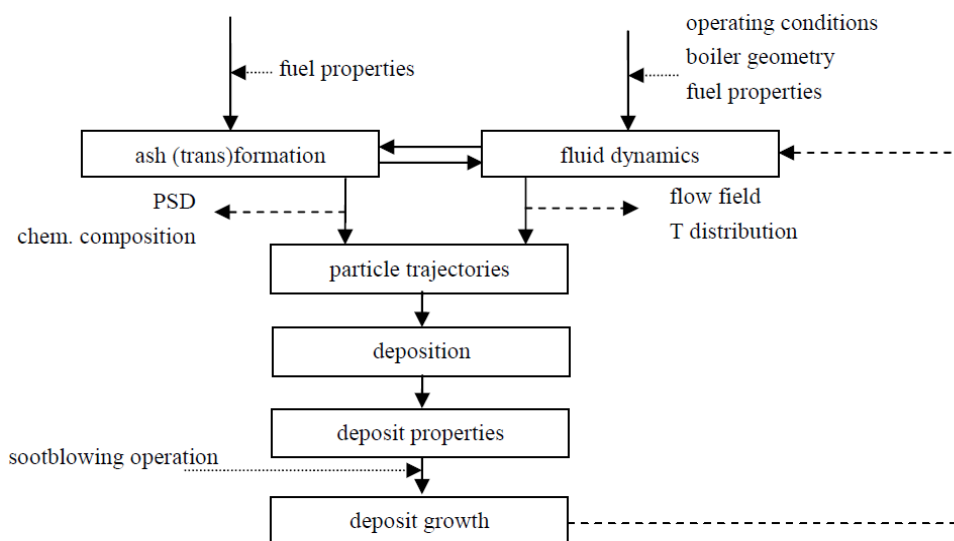 operating conditions
boiler geometry
fuel properties
fuel properties
ash (trans)formation
fluid dynamics
PSD
chem. composition
flow field
T distribution
particle trajectories
deposition
deposit properties
sootblowing operation
deposit growth